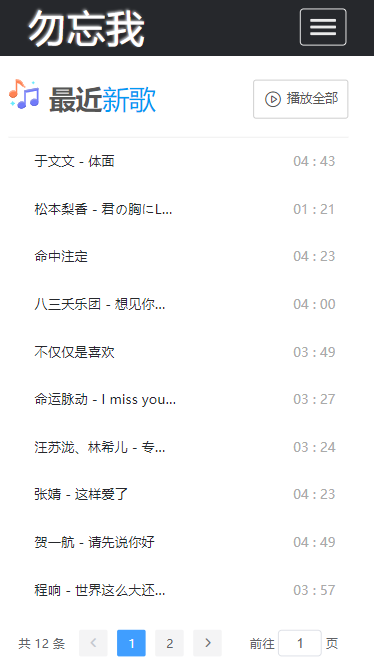 勿忘我
最近新歌
播放全部
于文文 - 体面 04 : 43
松本梨香 - 君の胸にL... 01 : 21
命中注定 04 : 23
八三夭乐团 - 想见你... 04 : 00
不仅仅是喜欢 03 : 49
命运脉动 - I miss you... 03 : 27
汪苏泷、林希儿 - 专... 03 : 24
张婧 - 这样爱了 04 : 23
贺一航 - 请先说你好 04 : 49
程响 - 世界这么大还... 03 : 57
共 12 条 1 2 前往 1 页